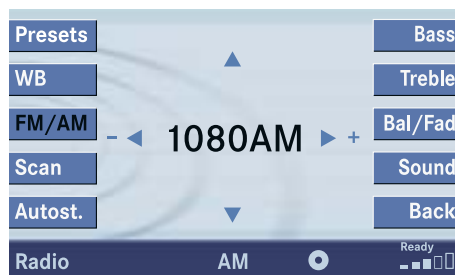 Presets
WB
FM/AM
Scan
Autost.
- 1080AM +
Bass
Treble
Bal/Fad
Sound
Back
Radio AM Ready